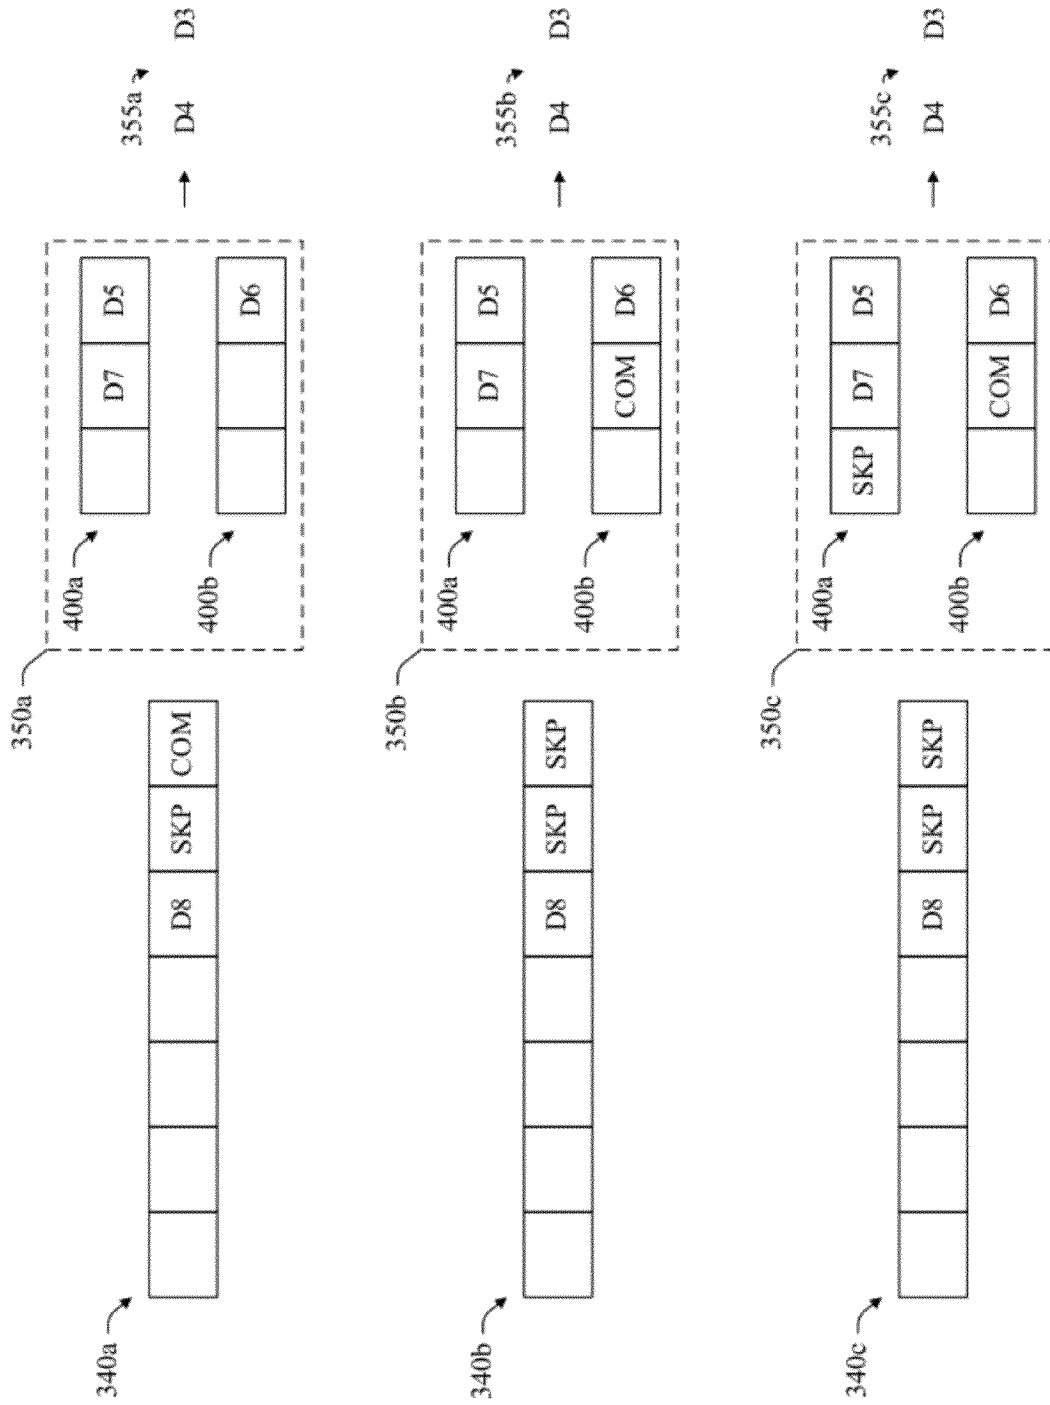 350a
400a
340a
D7 D5
355a
D8 SKP COM
D4 D3
400b
D6
350b
400a
340b
D7 D5
355b
D8 SKP SKP
D4 D3
400b
COM D6
350c
400a
340c
SKP D7 D5
355c
D8 SKP SKP
D4 D3
400b
COM D6